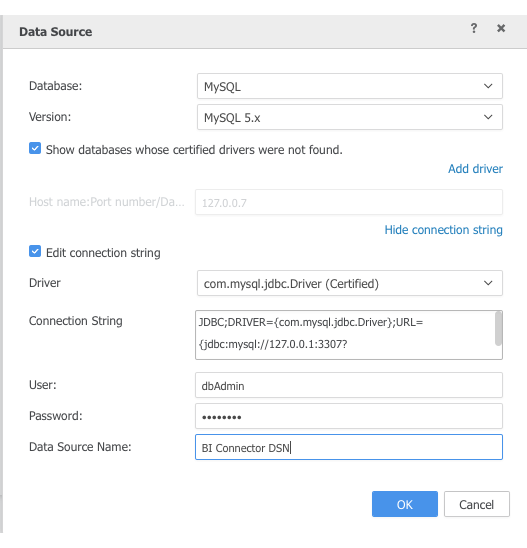 Data Source ?
Database: MySQL
Version: MySQL 5.x
Show databases whose certified drivers were not found.
Add driver
Host name:Port number/Da... 127.0.0.7
Hide connection string
Edit connection string
Driver com.mysql.jdbc.Driver (Certified)
Connection String JDBC;DRIVER={com.mysql.jdbc.Driver};URL=
{jdbc:mysql://127.0.0.1:3307?
User: dbAdmin
Password: ••••••••
Data Source Name: BI Connector DSN
OK Cancel